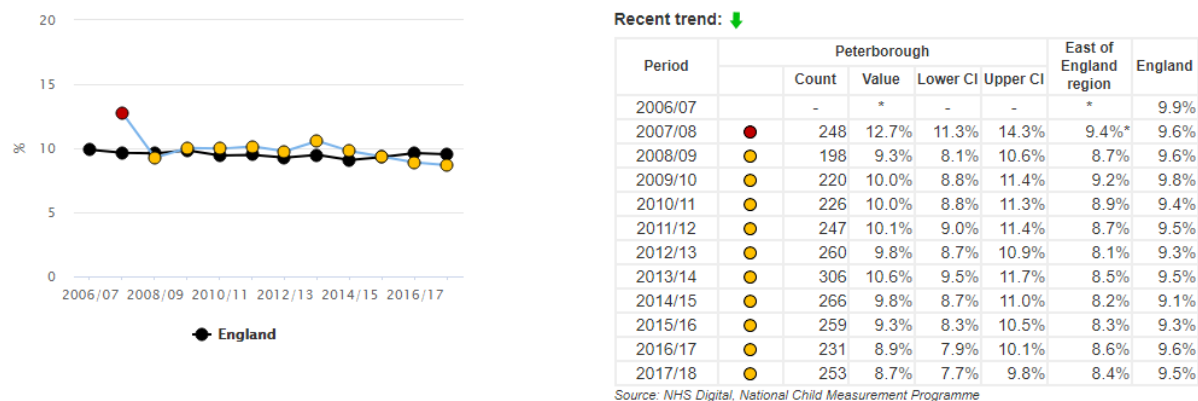 20
15
10
5
0
%
2006/07 2008/09 2010/11 2012/13 2014/15 2016/17
England
Recent trend:
Period Peterborough East of England region England
Count Value Lower CI Upper CI
2006/07 - * - - * 9.9%
2007/08 248 12.7% 11.3% 14.3% 9.4%* 9.6%
2008/09 198 9.3% 8.1% 10.6% 8.7% 9.6%
2009/10 220 10.0% 8.8% 11.4% 9.2% 9.8%
2010/11 226 10.0% 8.8% 11.3% 8.9% 9.4%
2011/12 247 10.1% 9.0% 11.4% 8.7% 9.5%
2012/13 260 9.8% 8.7% 10.9% 8.1% 9.3%
2013/14 306 10.6% 9.5% 11.7% 8.5% 9.5%
2014/15 266 9.8% 8.7% 11.0% 8.2% 9.1%
2015/16 259 9.3% 8.3% 10.5% 8.3% 9.3%
2016/17 231 8.9% 7.9% 10.1% 8.6% 9.6%
2017/18 253 8.7% 7.7% 9.8% 8.4% 9.5%
Source: NHS Digital, National Child Measurement Programme